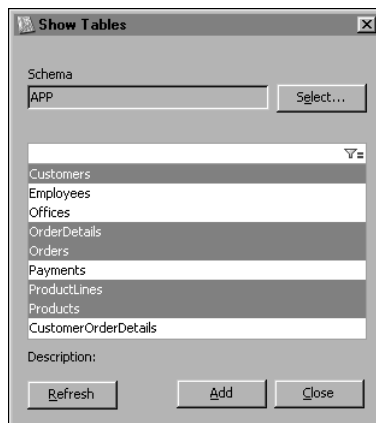 Show Tables
Schema
APP
Select...
Customers
Employees
Offices
OrderDetails
Orders
Payments
ProductLines
Products
CustomerOrderDetails
Description:
Refresh Add Close